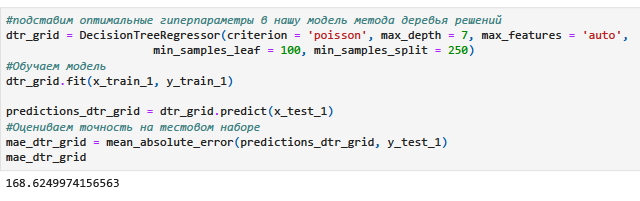 #подставим оптимальные гиперпараметры в нашу модель метода деревья решений
dtr_grid = DecisionTreeRegressor(criterion = 'poisson', max_depth = 7, max_features = 'auto',
min_samples_leaf = 100, min_samples_split = 250)
#Обучаем модель
dtr_grid.fit(x_train_1, y_train_1)
predictions_dtr_grid = dtr_grid.predict(x_test_1)
#Оцениваем точность на тестовом наборе
mae_dtr_grid = mean_absolute_error(predictions_dtr_grid, y_test_1)
mae_dtr_grid
168.6249974156563